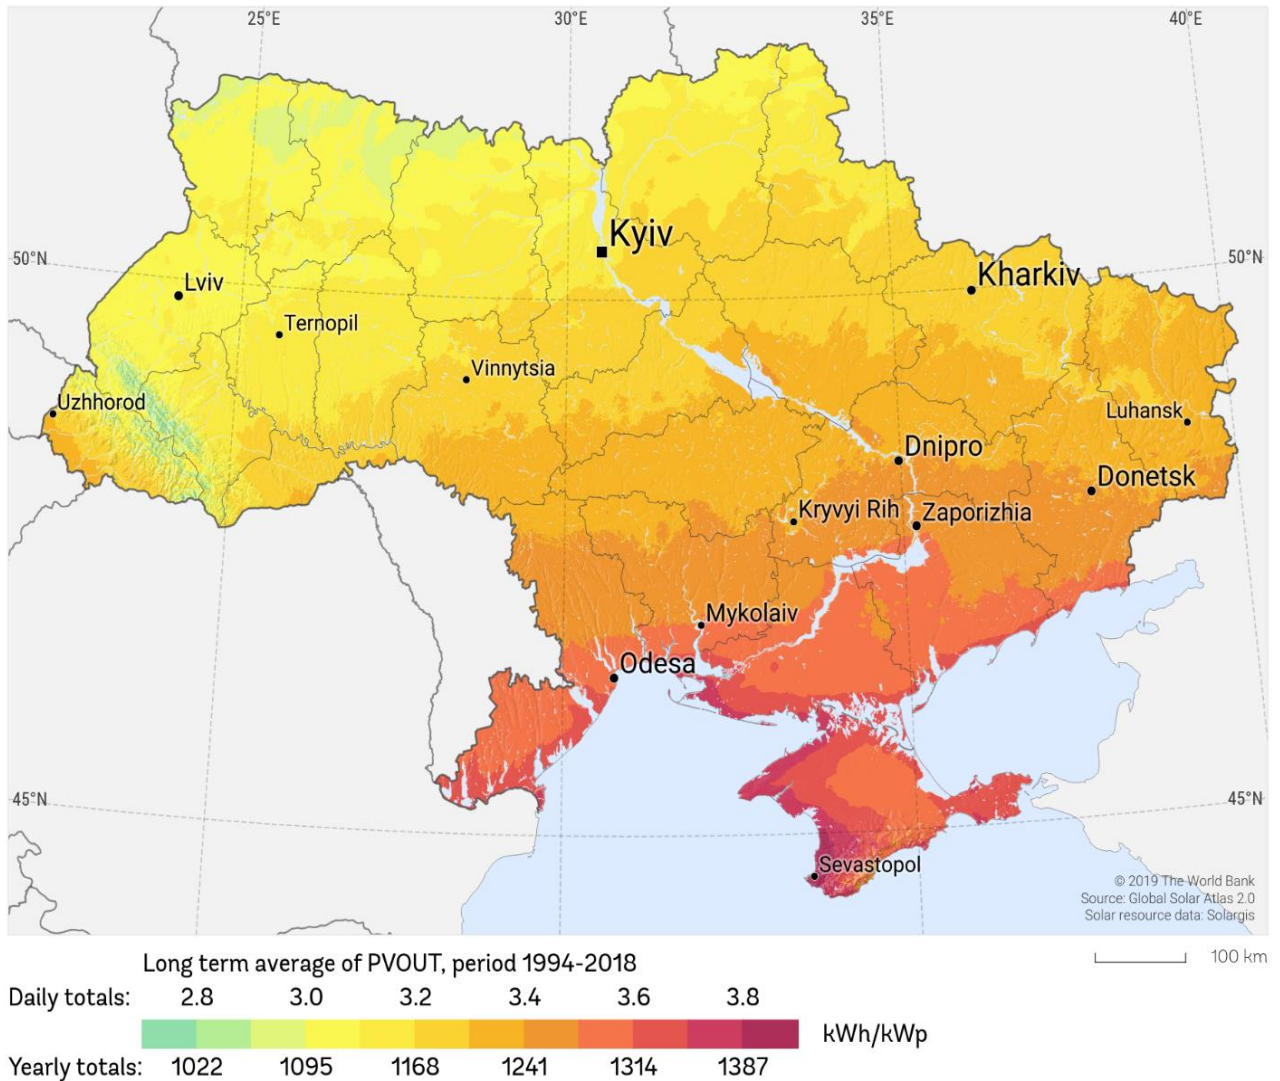 25°E 30°E 35°E 40°E
50°N 50°N
Kyiv
Kharkiv
Lviv
Ternopil
Vinnytsia
Uzhhorod
Luhansk
Dnipro
Donetsk
Kryvyi Rih
Zaporizhia
Mykolaiv
Odesa
45°N 45°N
Sevastopol
© 2019 The World Bank
Source: Global Solar Atlas 2.0
Solar resource data: Solargis
100 km
Long term average of PVOUT, period 1994-2018
Daily totals: 2.8 3.0 3.2 3.4 3.6 3.8
kWh/kWp
Yearly totals: 1022 1095 1168 1241 1314 1387